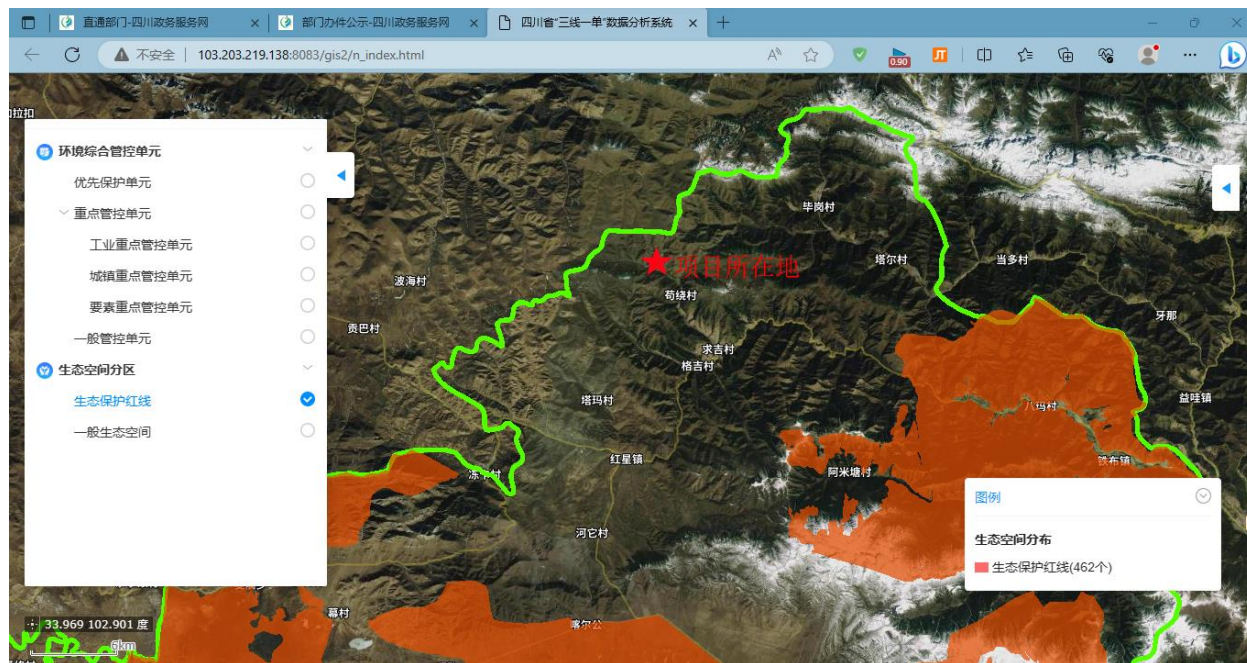 直通部门-四川政务服务网
部门办件公示-四川政务服务网
四川省"三线一单"数据分析系统
不安全 | 103.203.219.138:8083/gis2/n_index.html
0.90
环境综合管控单元
优先保护单元
重点管控单元
工业重点管控单元
城镇重点管控单元
要素重点管控单元
一般管控单元
生态空间分区
生态保护红线
一般生态空间
毕岗村
塔尔村
当多村
项目所在地
波海村
苟绕村
牙那
贡巴村
求吉村
格吉村
益哇镇
塔玛村
八玛村
红星镇
铁布镇
冻卡村
阿米塘村
河它村
幕村
喀尔公
图例
生态空间分布
生态保护红线(462个)
33.969 102.901 度
6km